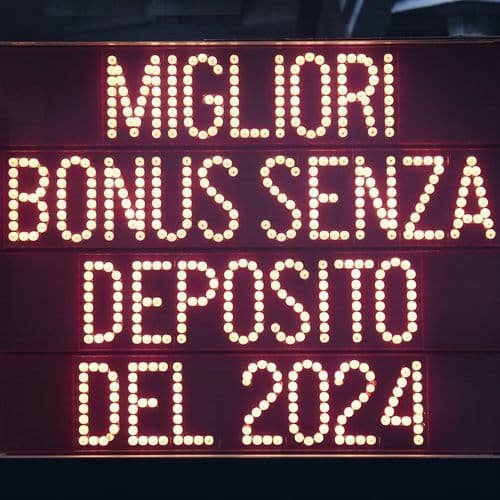 MIGLIORI
BONUS SENZA
DEPOSITO
DEL 2024